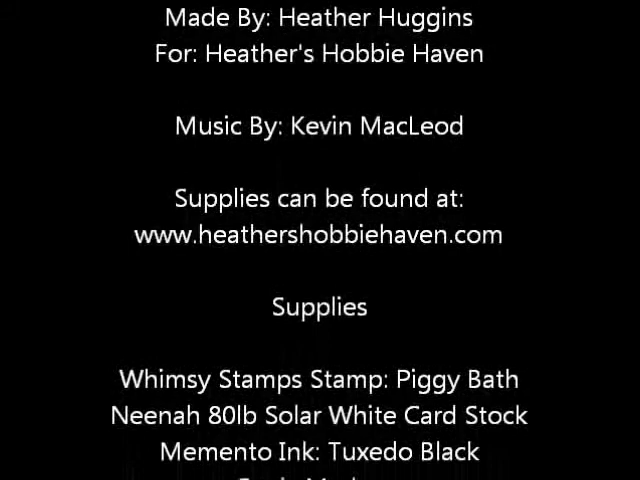 Made By: Heather Huggins
For: Heather's Hobbie Haven
Music By: Kevin MacLeod
Supplies can be found at:
www.heathershobbiehaven.com
Supplies
Whimsy Stamps Stamp: Piggy Bath
Neenah 80lb Solar White Card Stock
Memento Ink: Tuxedo Black